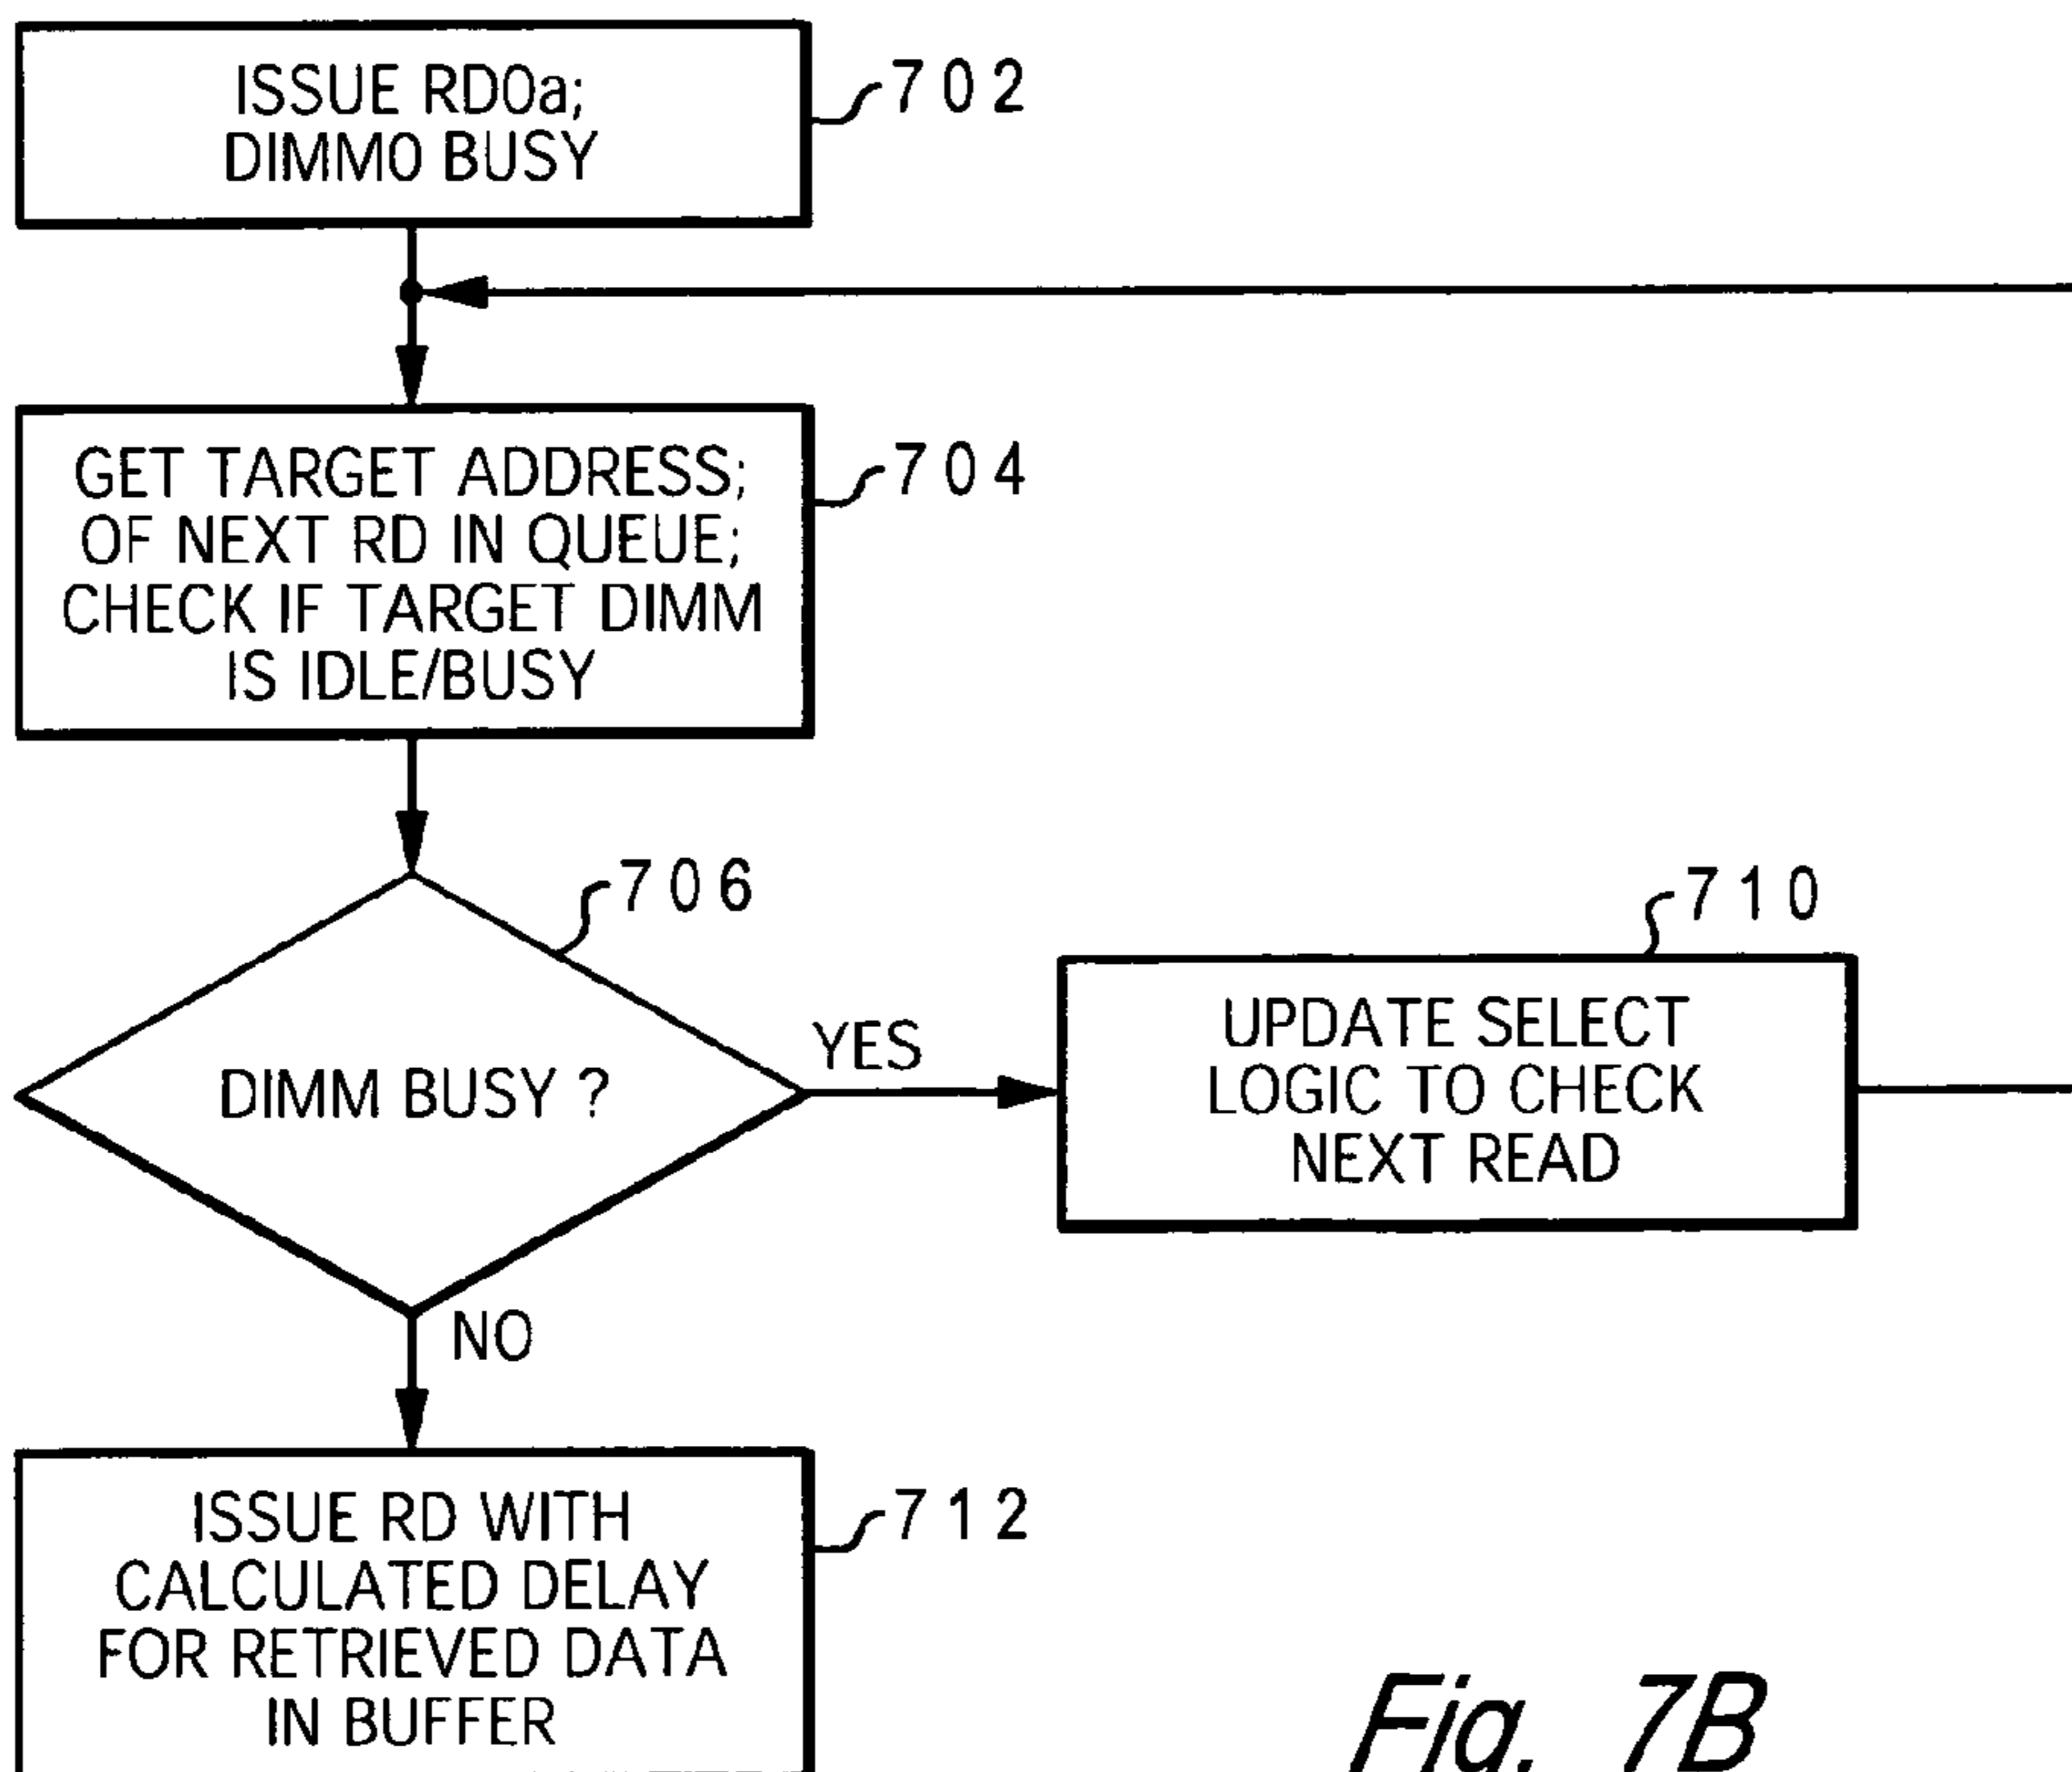 ISSUE RD0a;
DIMM0 BUSY
702
GET TARGET ADDRESS;
OF NEXT RD IN QUEUE;
CHECK IF TARGET DIMM
IS IDLE/BUSY
704
706
DIMM BUSY ?
YES
710
UPDATE SELECT
LOGIC TO CHECK
NEXT READ
NO
ISSUE RD WITH
CALCULATED DELAY
FOR RETRIEVED DATA
IN BUFFER
712
Fig. 7B